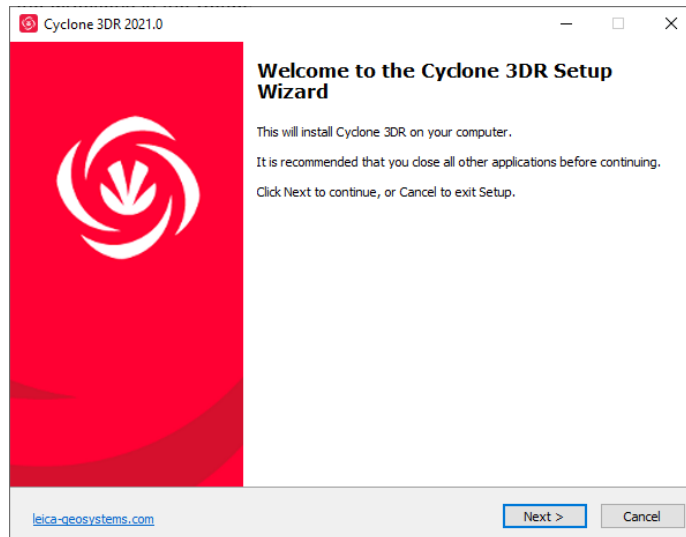 Cyclone 3DR 2021.0
Welcome to the Cyclone 3DR Setup
Wizard
This will install Cyclone 3DR on your computer.
It is recommended that you close all other applications before continuing.
Click Next to continue, or Cancel to exit Setup.
leica-geosystems.com
Next >
Cancel